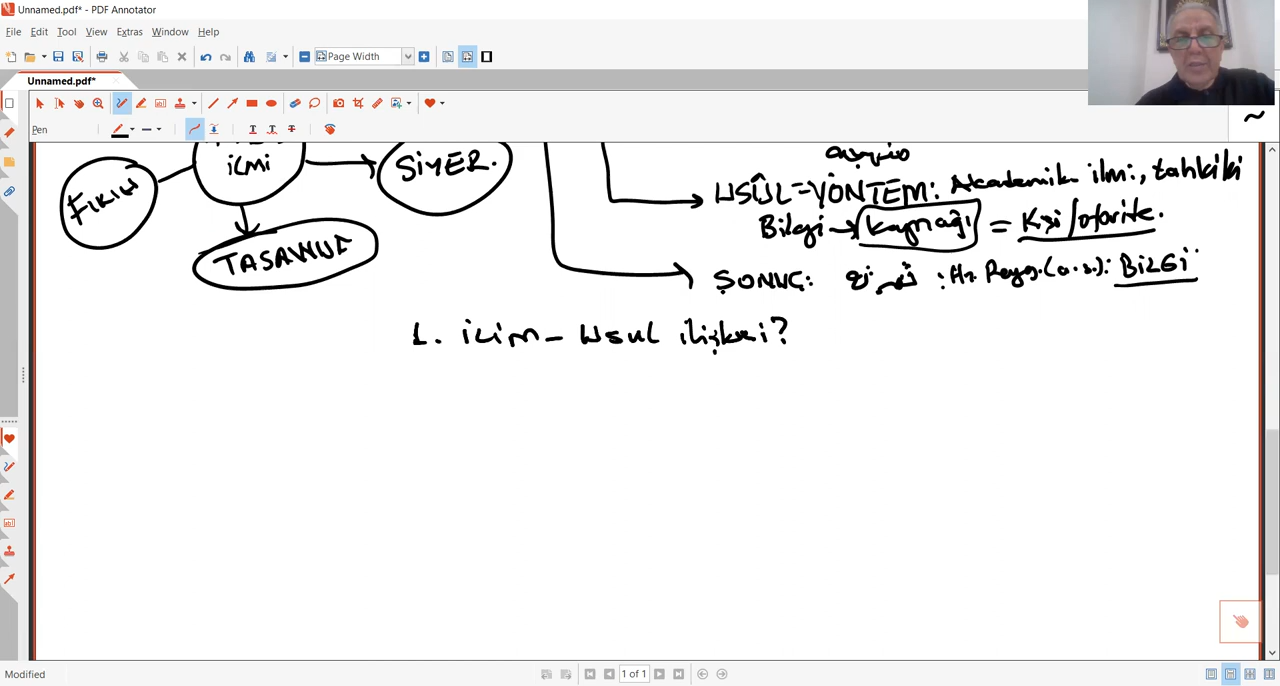 Unnamed.pdf* - PDF Annotator
File Edit Tool View Extras Window Help
Page Width
Unnamed.pdf*
Pen
~
FIKIH
ilmi
SİYER.
TASAVVUF
USÛL=YÖNTEM: Akademik ilmi, tahkiki
Bilgi → kaynağı = Kişi/otorite.
SONUÇ: : Hz. Peyg.(a.s.): BİLGİ
1. İLİM - Usul ilişkisi?
1 of 1
Modified